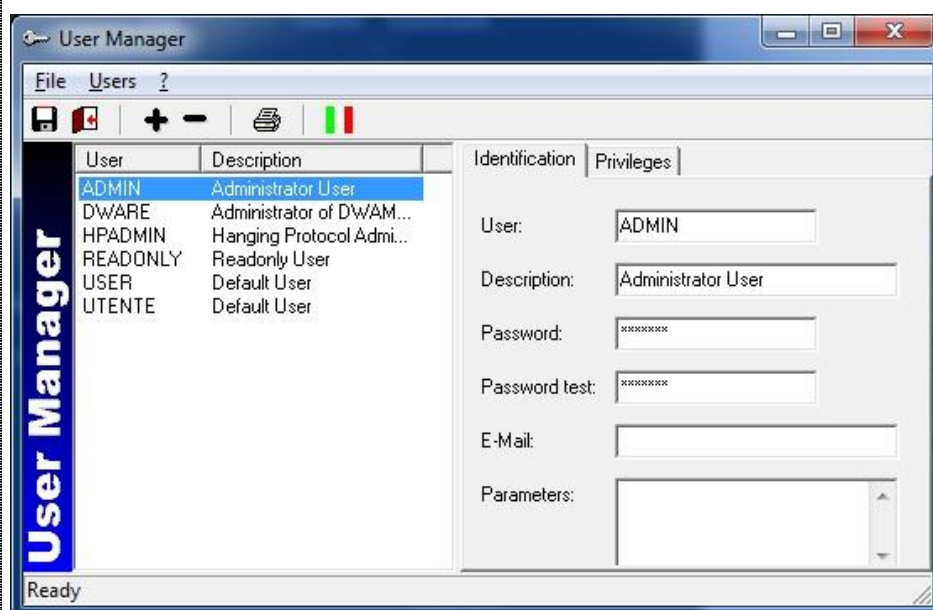 User Manager
File Users ?
User Description
ADMIN Administrator User
DWARE Administrator of DWAM...
HPADMIN Hanging Protocol Admi...
READONLY Readonly User
USER Default User
UTENTE Default User
User Manager
Identification Privileges
User: ADMIN
Description: Administrator User
Password: *******
Password test: *******
E-Mail:
Parameters:
Ready